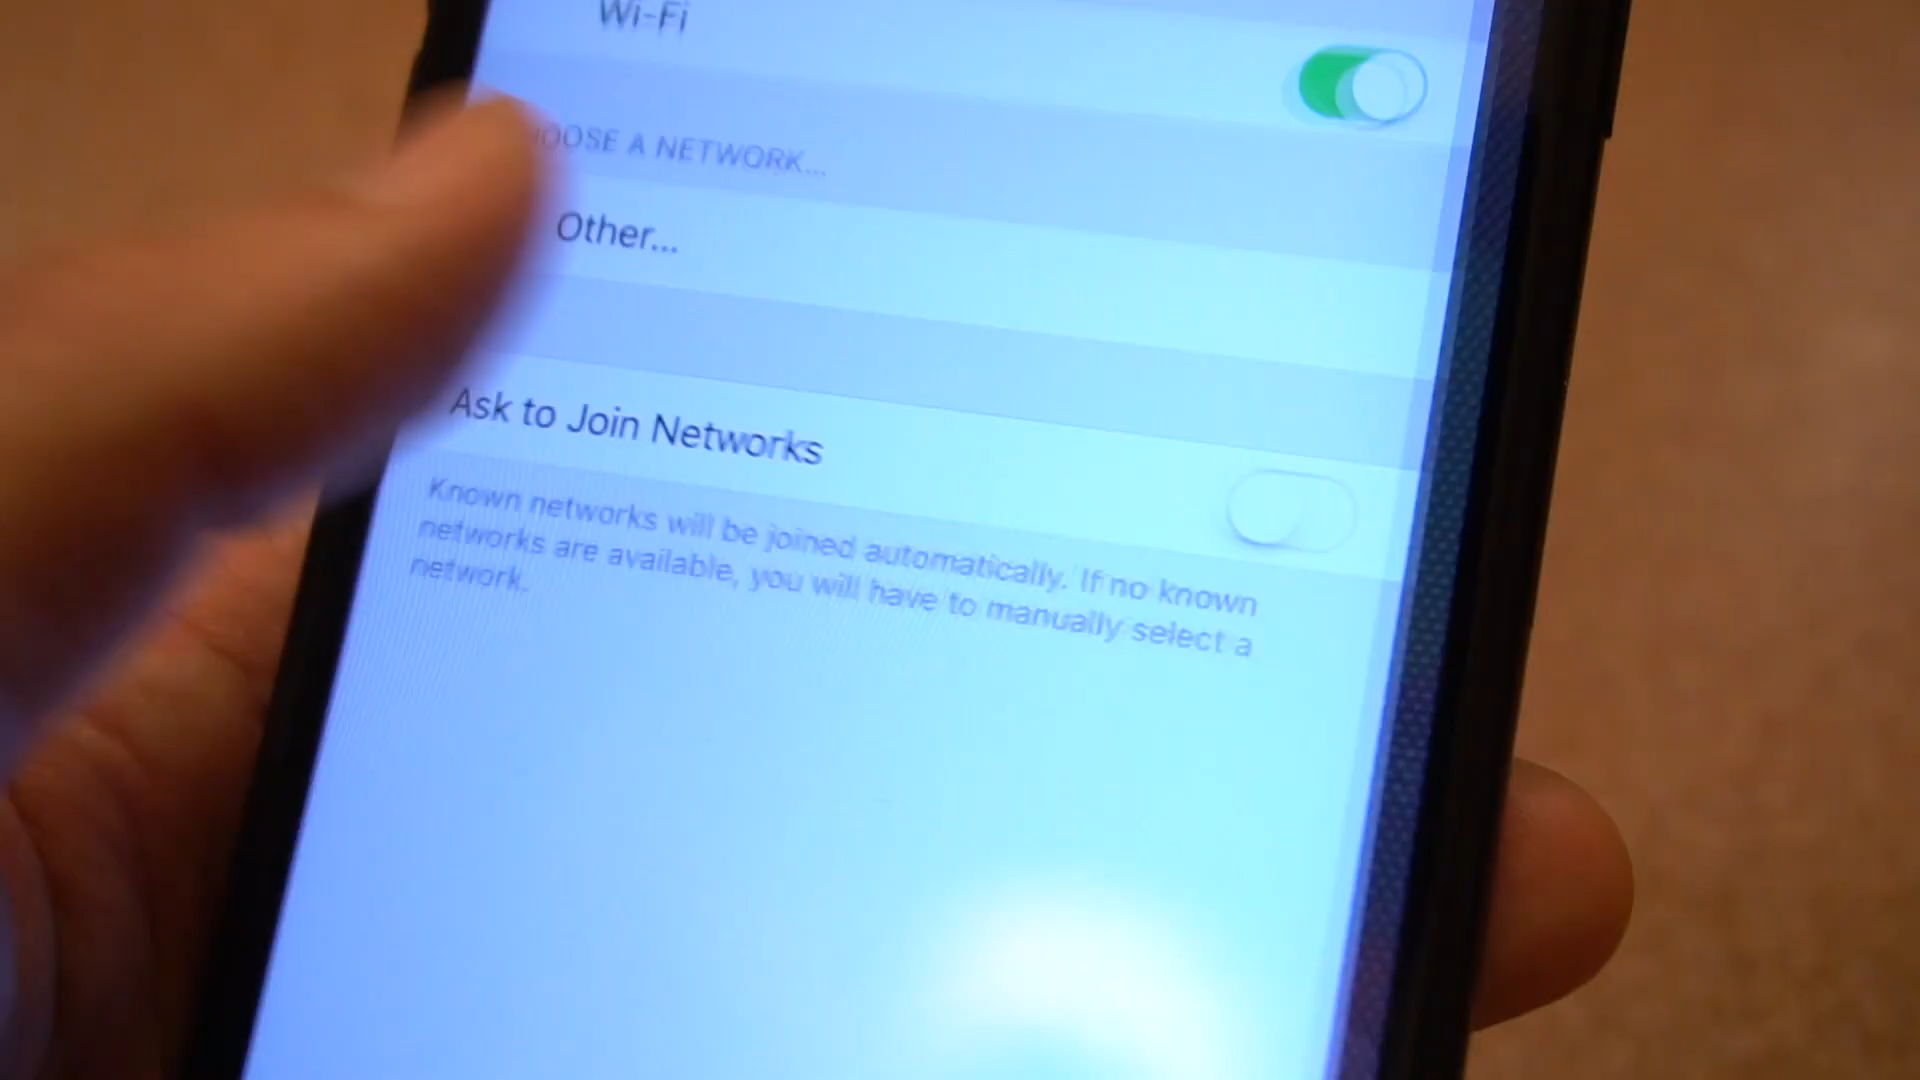 Wi-Fi
OOSE A NETWORK...
Other...
Ask to Join Networks
Known networks will be joined automatically. If no known
networks are available, you will have to manually select a
network.